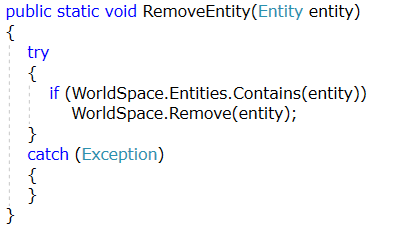 public static void RemoveEntity(Entity entity)
{
try
{
if (WorldSpace.Entities.Contains(entity))
WorldSpace.Remove(entity);
}
catch (Exception)
{
}
}